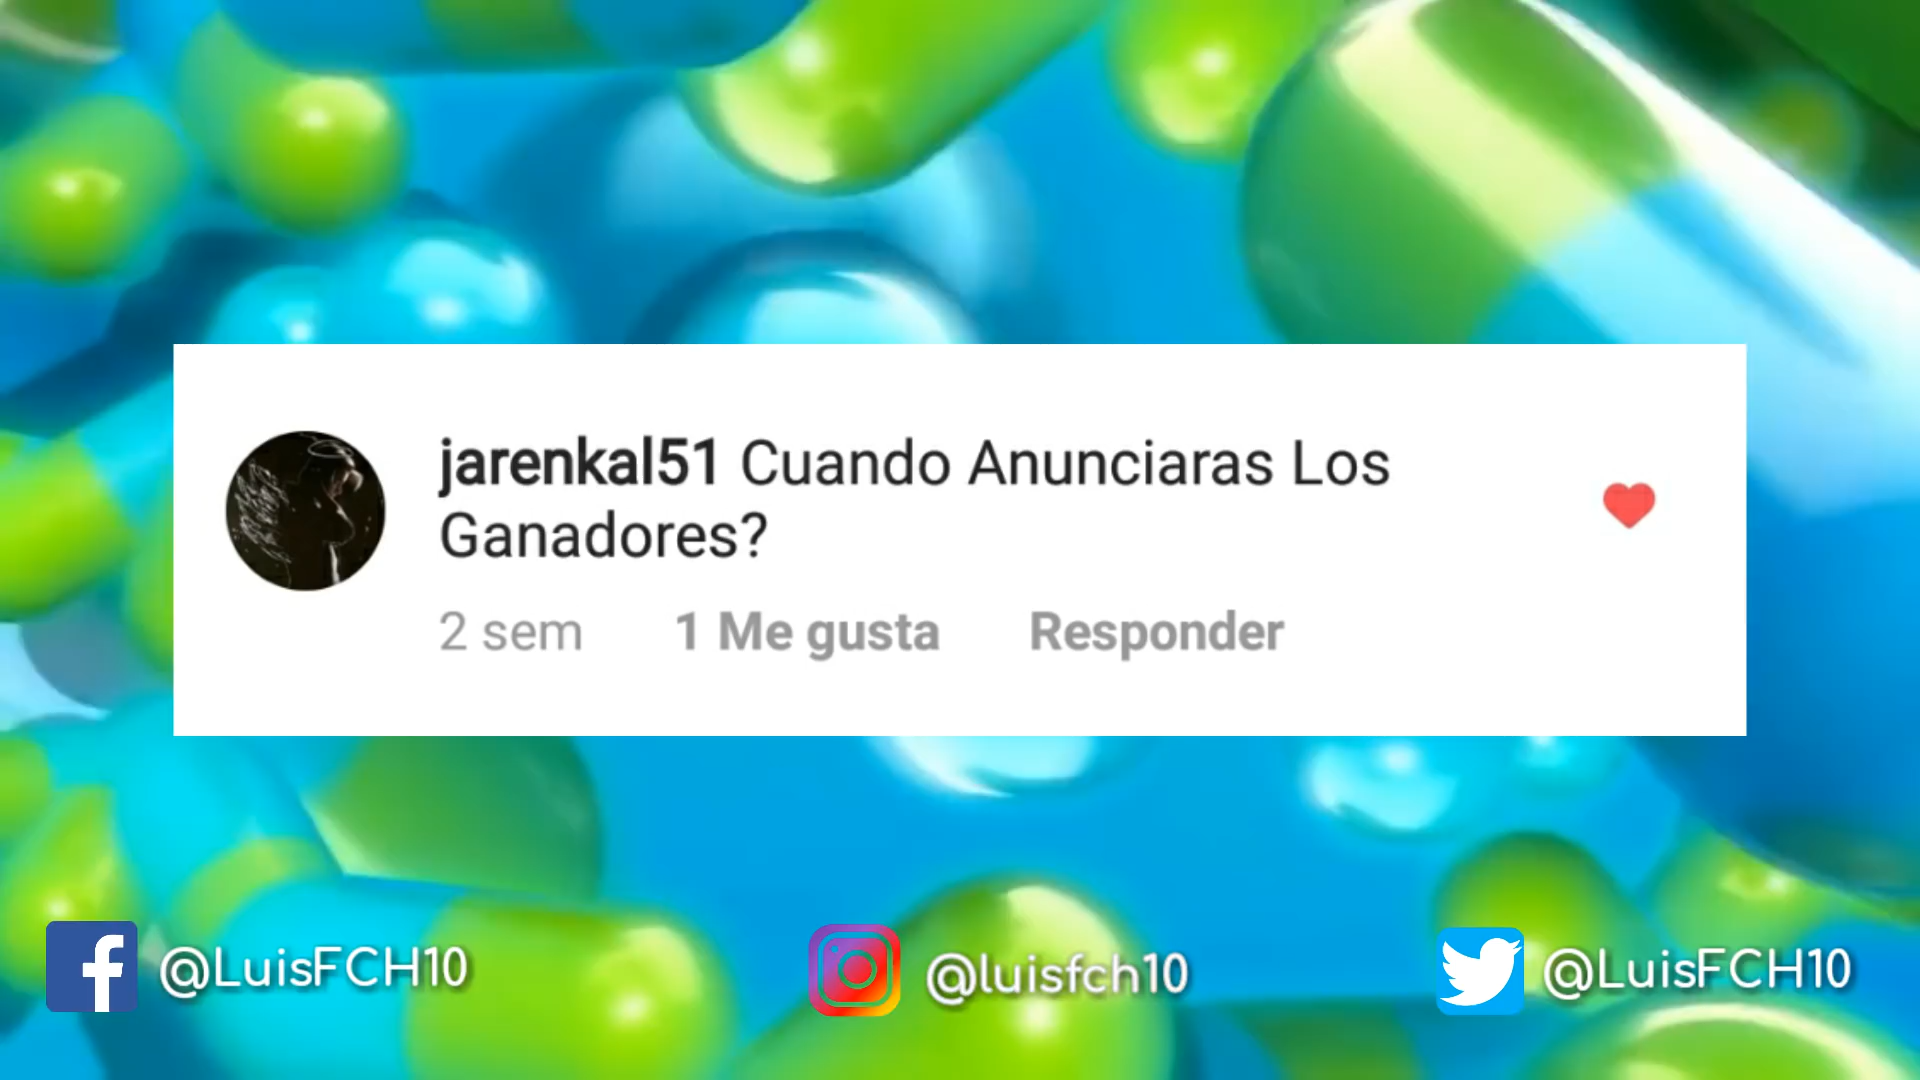 jarenkal51 Cuando Anunciaras Los
Ganadores?
2 sem 1 Me gusta Responder
@LuisFCH10 @luisfch10 @LuisFCH10